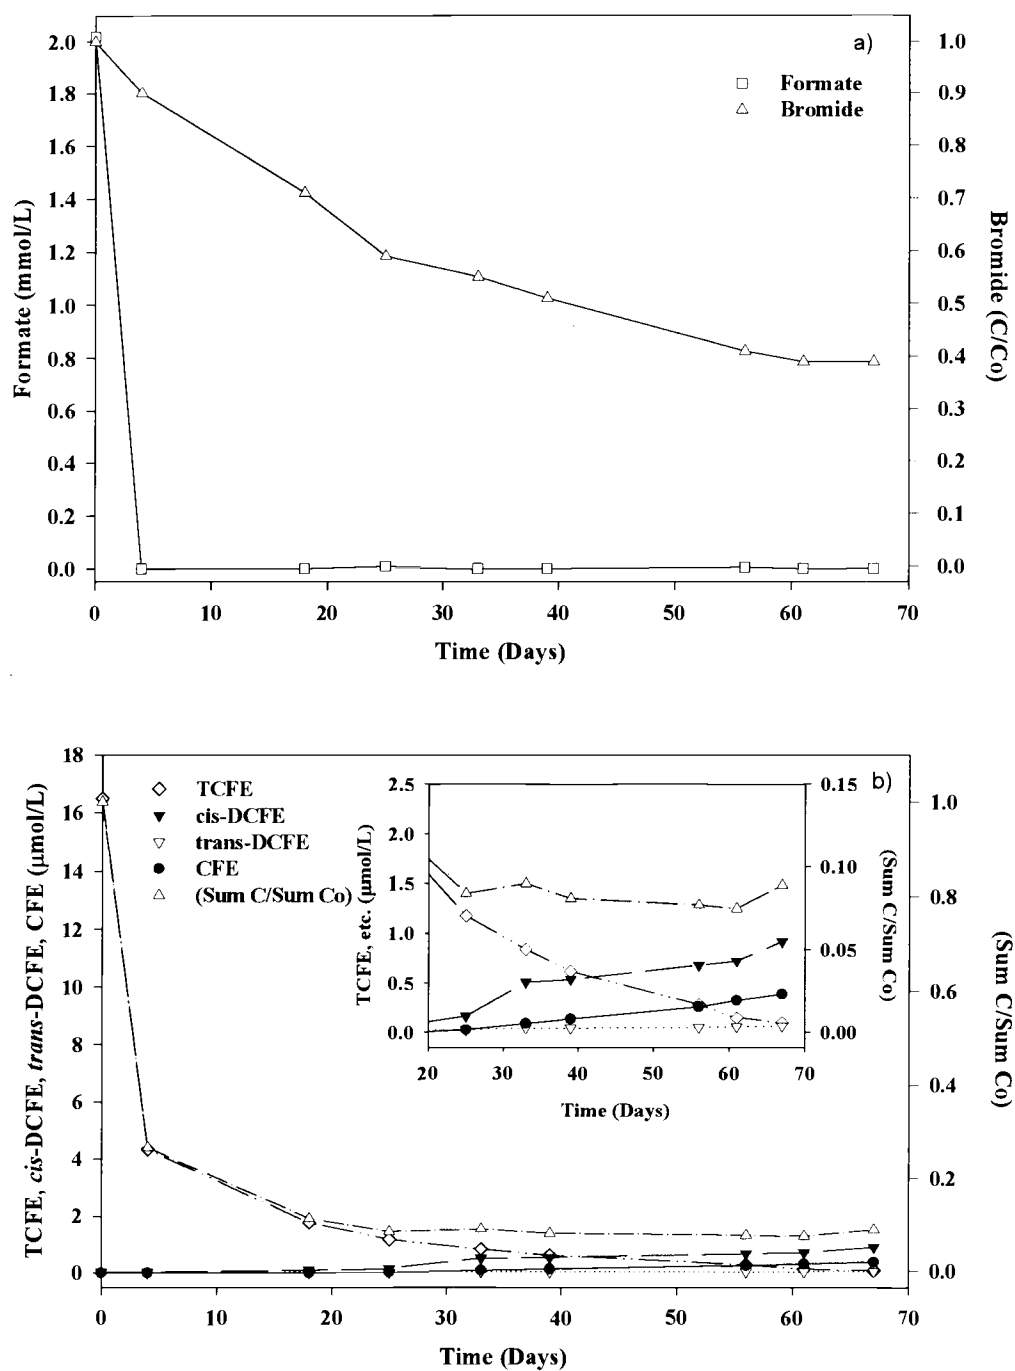 a)
Formate
Bromide
2.0
1.8
1.6
1.4
1.2
1.0
0.8
0.6
0.4
0.2
0.0
Formate (mmol/L)
1.0
0.9
0.8
0.7
0.6
0.5
0.4
0.3
0.2
0.1
0.0
Bromide (C/Co)
0 10 20 30 40 50 60 70
Time (Days)
b)
TCFE
cis-DCFE
trans-DCFE
CFE
(Sum C/Sum Co)
18
16
14
12
10
8
6
4
2
0
TCFE, cis-DCFE, trans-DCFE, CFE (µmol/L)
2.5
2.0
1.5
1.0
0.5
0.0
TCFE, etc. (µmol/L)
0.15
0.10
0.05
0.00
(Sum C/Sum Co)
20 30 40 50 60 70
Time (Days)
1.0
0.8
0.6
0.4
0.2
0.0
(Sum C/Sum Co)
0 10 20 30 40 50 60 70
Time (Days)